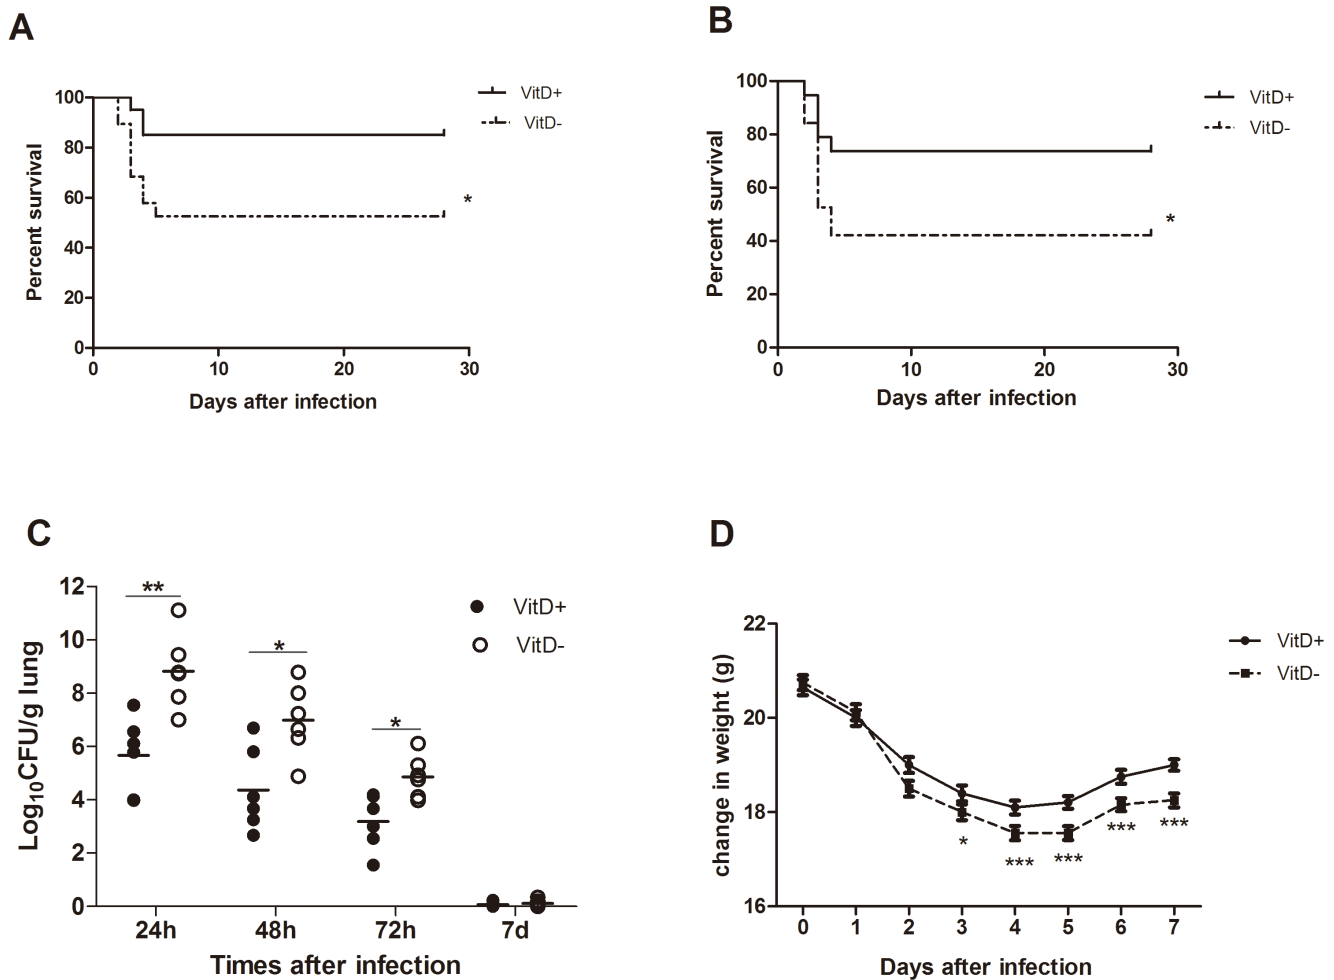 A
B
Percent survival
100
80
60
40
20
0
VitD+
VitD-
*
0 10 20 30
Days after infection
Percent survival
100
80
60
40
20
0
VitD+
VitD-
*
0 10 20 30
Days after infection
C
D
Log10CFU/g lung
12
10
8
6
4
2
0
**
*
*
VitD+
VitD-
24h 48h 72h 7d
Times after infection
change in weight (g)
22
20
18
16
VitD+
VitD-
* *** *** *** ***
0 1 2 3 4 5 6 7
Days after infection